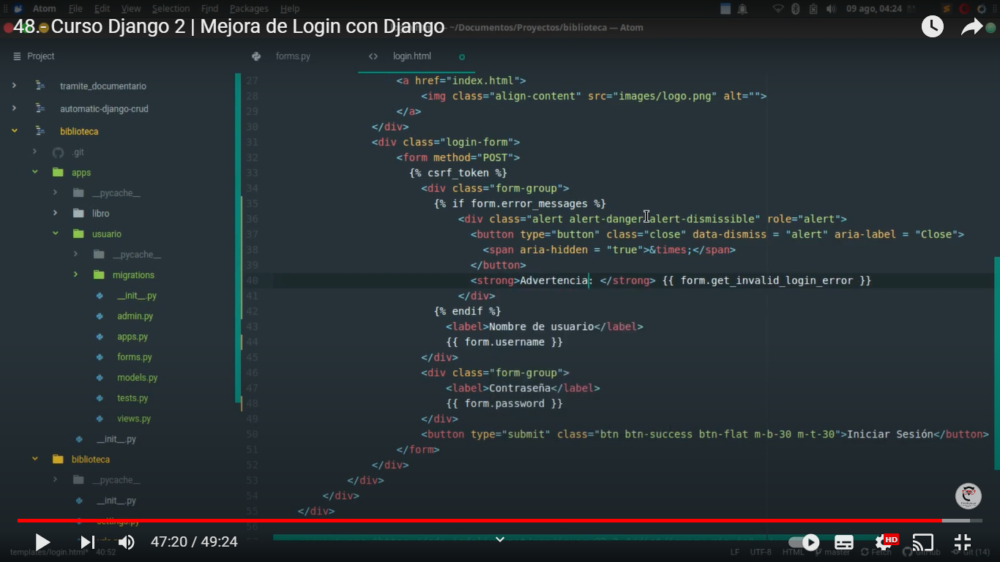 Atom File Edit View Selection Find Packages Help 09 ago, 04:24
48.- Curso Django 2 | Mejora de Login con Django
~/Documentos/Proyectos/biblioteca — Atom
Project
forms.py
login.html
tramite_documentario
automatic-django-crud
biblioteca
.git
apps
__pycache__
libro
usuario
__pycache__
migrations
__init__.py
admin.py
apps.py
forms.py
models.py
tests.py
views.py
__init__.py
biblioteca
__pycache__
__init__.py
settings.py
27 <a href="index.html">
28 <img class="align-content" src="images/logo.png" alt="">
29 </a>
30 </div>
31 <div class="login-form">
32 <form method="POST">
33 {% csrf_token %}
34 <div class="form-group">
35 {% if form.error_messages %}
36 <div class="alert alert-danger alert-dismissible" role="alert">
37 <button type="button" class="close" data-dismiss = "alert" aria-label = "Close">
38 <span aria-hidden = "true">&times;</span>
39 </button>
40 <strong>Advertencia: </strong> {{ form.get_invalid_login_error }}
41 </div>
42 {% endif %}
43 <label>Nombre de usuario</label>
44 {{ form.username }}
45 </div>
46 <div class="form-group">
47 <label>Contraseña</label>
48 {{ form.password }}
49 </div>
50 <button type="submit" class="btn btn-success btn-flat m-b-30 m-t-30">Iniciar Sesión</button>
51 </form>
52 </div>
53 </div>
54 </div>
55 </div>
56
47:20 / 49:24
HD
templates/login.html* 40:52
LF UTF-8 HTML master Fetch GitHub Git (14)